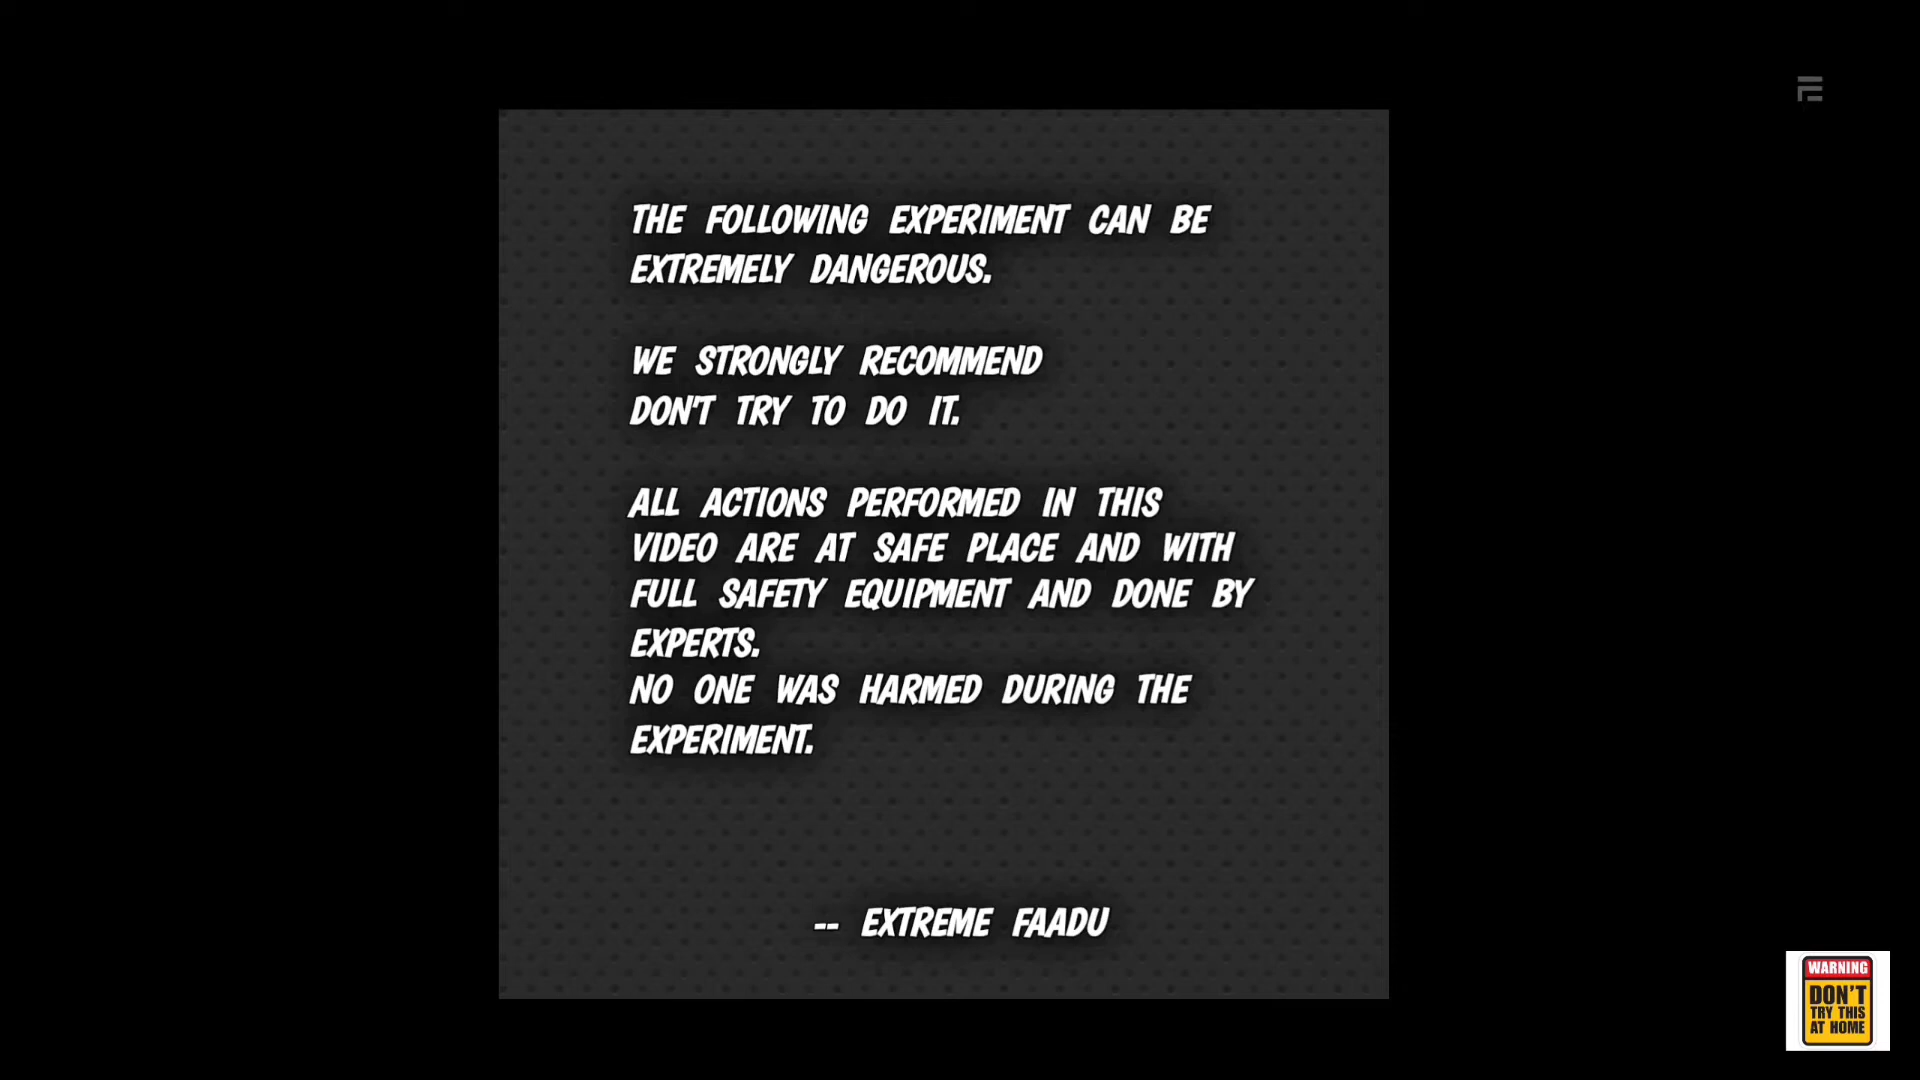 THE FOLLOWING EXPERIMENT CAN BE
EXTREMELY DANGEROUS.
WE STRONGLY RECOMMEND
DON'T TRY TO DO IT.
ALL ACTIONS PERFORMED IN THIS
VIDEO ARE AT SAFE PLACE AND WITH
FULL SAFETY EQUIPMENT AND DONE BY
EXPERTS.
NO ONE WAS HARMED DURING THE
EXPERIMENT.
-- EXTREME FAADU
WARNING
DON'T
TRY THIS
AT HOME